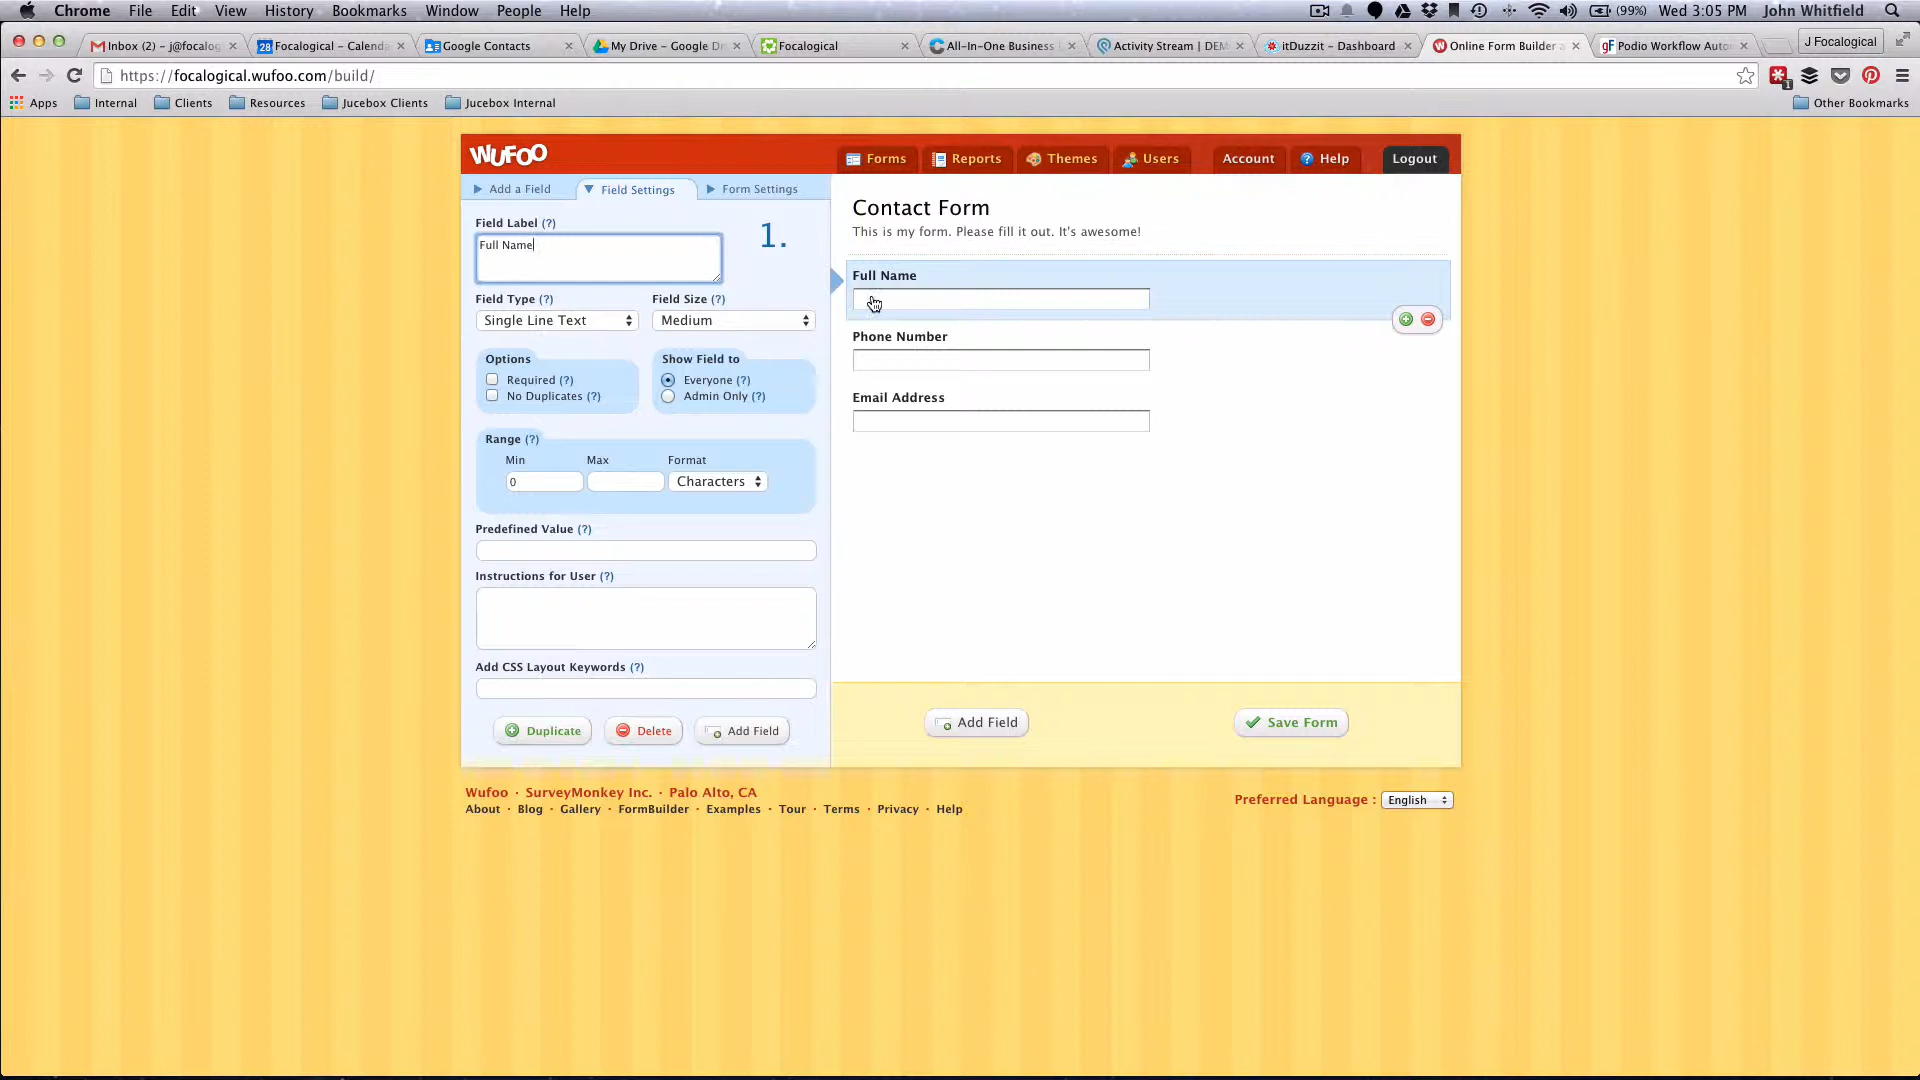 Chrome File Edit View History Bookmarks Window People Help (99%) Wed 3:05 PM John Whitfield
Inbox (2) – j@focalog Focalogical – Calenda Google Contacts My Drive – Google Dr Focalogical All-In-One Business Activity Stream | DEM itDuzzit – Dashboard Online Form Builder a Podio Workflow Auto J Focalogical
https://focalogical.wufoo.com/build/
Apps Internal Clients Resources Jucebox Clients Jucebox Internal Other Bookmarks
WUFOO Forms Reports Themes Users Account Help Logout
Add a Field Field Settings Form Settings
Field Label (?)
1.
Full Name
Field Type (?) Field Size (?)
Single Line Text Medium
Options Show Field to
Required (?) Everyone (?)
No Duplicates (?) Admin Only (?)
Range (?)
Min Max Format
0 Characters
Predefined Value (?)
Instructions for User (?)
Add CSS Layout Keywords (?)
Duplicate Delete Add Field
Contact Form
This is my form. Please fill it out. It's awesome!
Full Name
Phone Number
Email Address
Add Field Save Form
Wufoo · SurveyMonkey Inc. · Palo Alto, CA
About · Blog · Gallery · FormBuilder · Examples · Tour · Terms · Privacy · Help
Preferred Language : English